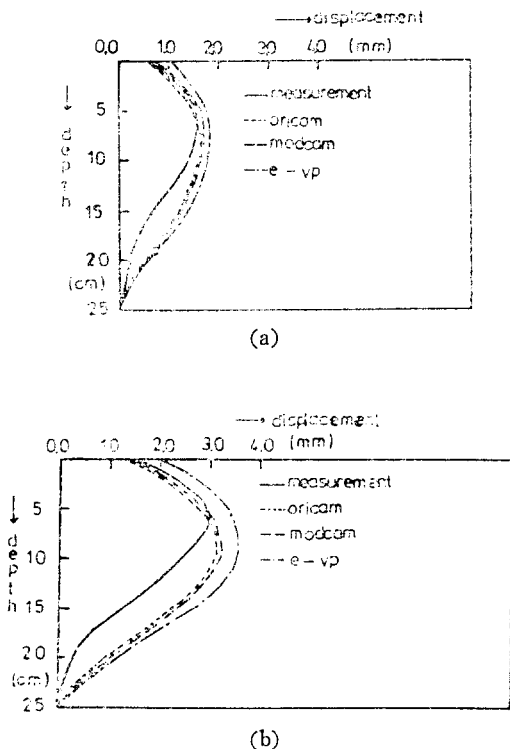 → displacement
0.0 1.0 2.0 3.0 4.0 (mm)
measurement
oricam
modcam
e - vp
↓ depth
5
10
15
20
(cm)
25
(a)
→ displacement
0.0 1.0 2.0 3.0 4.0 (mm)
measurement
oricam
modcam
e - vp
↓ depth
5
10
15
20
(cm)
25
(b)